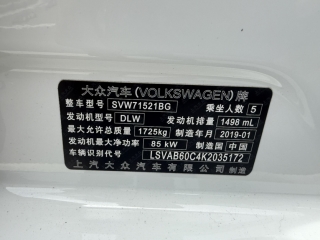 大众汽车(VOLKSWAGEN)牌
整车型号 SVW71521BG 乘坐人数 5
发动机型号 DLW 发动机排量 1498 mL
最大允许总质量 1725kg 制造年月 2019-01
发动机最大净功率 85 kW 制造国 中国
车辆识别代号 LSVAB60C4K2035172
上汽大众汽车有限公司制造